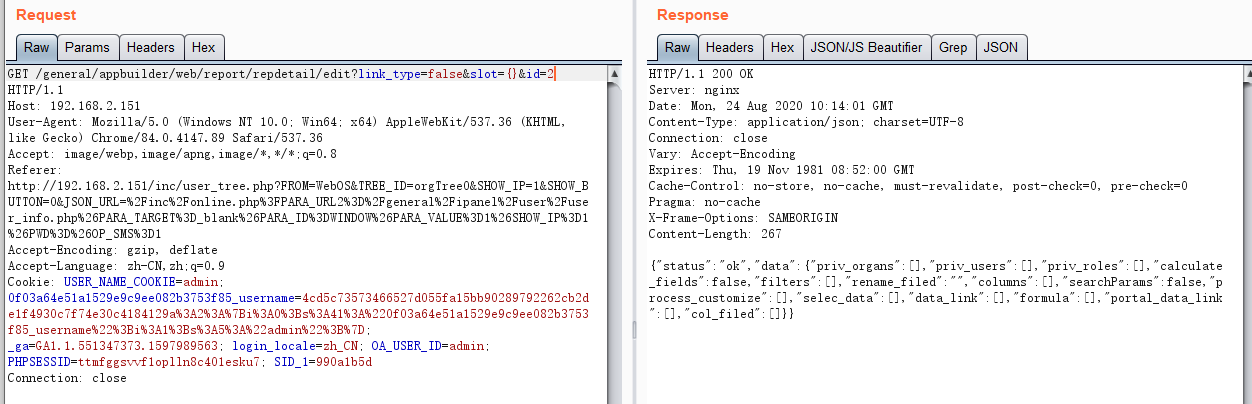 Request
Raw Params Headers Hex
GET /general/appbuilder/web/report/repdetail/edit?link_type=false&slot={}&id=2
HTTP/1.1
Host: 192.168.2.151
User-Agent: Mozilla/5.0 (Windows NT 10.0; Win64; x64) AppleWebKit/537.36 (KHTML,
like Gecko) Chrome/84.0.4147.89 Safari/537.36
Accept: image/webp,image/apng,image/*,*/*;q=0.8
Referer:
http://192.168.2.151/inc/user_tree.php?FROM=WebOS&TREE_ID=orgTree0&SHOW_IP=1&SHOW_B
UTTON=0&JSON_URL=%2Finc%2Fonline.php%3FPARA_URL2%3D%2Fgeneral%2Fipanel%2Fuser%2Fuse
r_info.php%26PARA_TARGET%3D_blank%26PARA_ID%3DWINDOW%26PARA_VALUE%3D1%26SHOW_IP%3D1
%26PWD%3D%26OP_SMS%3D1
Accept-Encoding: gzip, deflate
Accept-Language: zh-CN,zh;q=0.9
Cookie: USER_NAME_COOKIE=admin;
0f03a64e51a1529e9c9ee082b3753f85_username=4cd5c73573466527d055fa15bb90289792262cb2d
e1f4930c7f74e30c4184129a%3A2%3A%7Bi%3A0%3Bs%3A41%3A%220f03a64e51a1529e9c9ee082b3753
f85_username%22%3Bi%3A1%3Bs%3A5%3A%22admin%22%3B%7D;
_ga=GA1.1.551347373.1597989563; login_locale=zh_CN; OA_USER_ID=admin;
PHPSESSID=ttmfggsvvf1oplln8c401esku7; SID_1=990a1b5d
Connection: close
Response
Raw Headers Hex JSON/JS Beautifier Grep JSON
HTTP/1.1 200 OK
Server: nginx
Date: Mon, 24 Aug 2020 10:14:01 GMT
Content-Type: application/json; charset=UTF-8
Connection: close
Vary: Accept-Encoding
Expires: Thu, 19 Nov 1981 08:52:00 GMT
Cache-Control: no-store, no-cache, must-revalidate, post-check=0, pre-check=0
Pragma: no-cache
X-Frame-Options: SAMEORIGIN
Content-Length: 267
{"status":"ok","data":{"priv_organs":[],"priv_users":[],"priv_roles":[],"calculate
_fields":false,"filters":[],"rename_filed":"","columns":[],"searchParams":false,"p
rocess_customize":[],"selec_data":[],"data_link":[],"formula":[],"portal_data_link
":[],"col_filed":[]}}